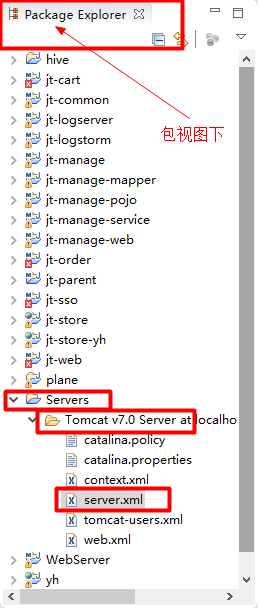 Package Explorer
包视图下
hive
jt-cart
jt-common
jt-logserver
jt-logstorm
jt-manage
jt-manage-mapper
jt-manage-pojo
jt-manage-service
jt-manage-web
jt-order
jt-parent
jt-sso
jt-store
jt-store-yh
jt-web
plane
Servers
Tomcat v7.0 Server at localho
catalina.policy
catalina.properties
context.xml
server.xml
tomcat-users.xml
web.xml
WebServer
yh